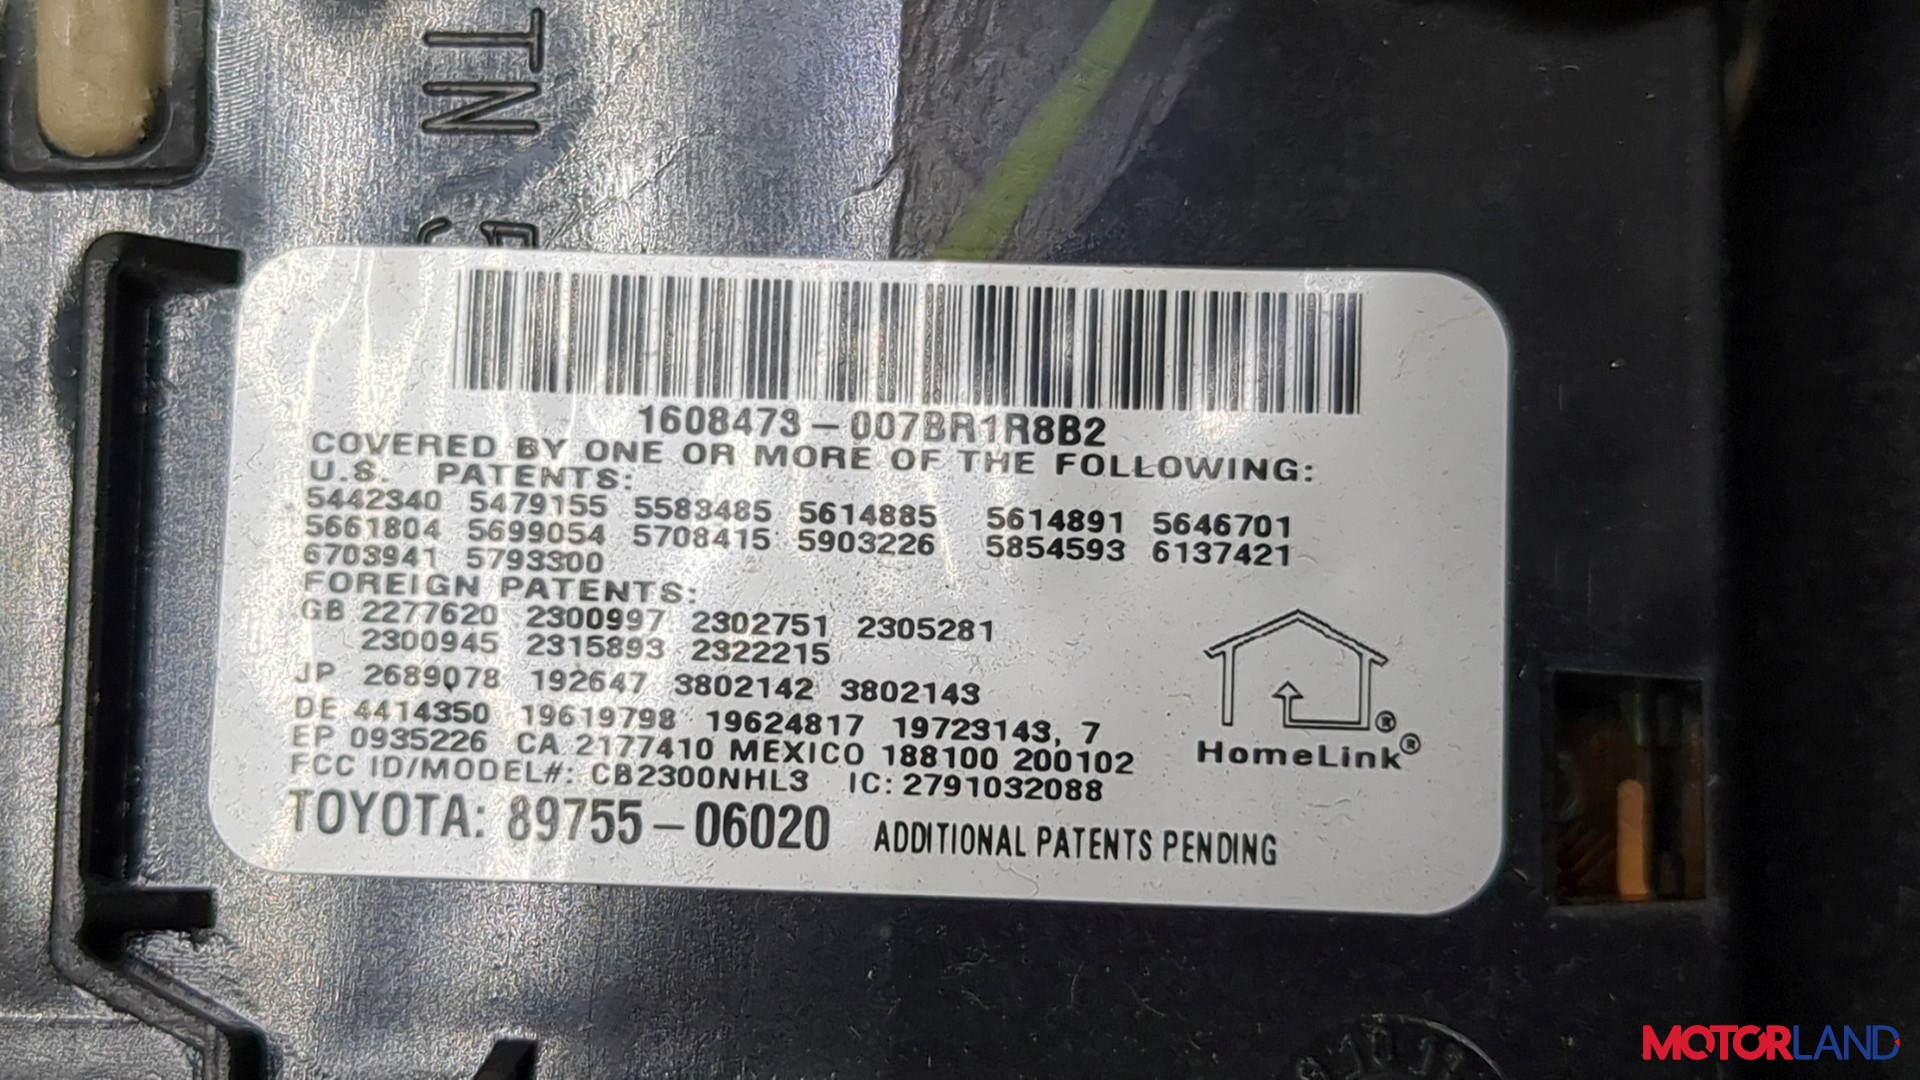 TN
1608473-007BR1R8B2
COVERED BY ONE OR MORE OF THE FOLLOWING:
U.S. PATENTS:
5442340 5479155 5583485 5614885 5614891 5646701
5661804 5699054 5708415 5903226 5854593 6137421
6703941 5793300
FOREIGN PATENTS:
GB 2277620 2300997 2302751 2305281
2300945 2315893 2322215
JP 2689078 192647 3802142 3802143
DE 4414350 19619798 19624817 19723143, 7
EP 0935226 CA 2177410 MEXICO 188100 200102
FCC ID/MODEL#: CB2300NHL3 IC: 2791032088
TOYOTA: 89755-06020 ADDITIONAL PATENTS PENDING
®
HomeLink®
MOTORLAND